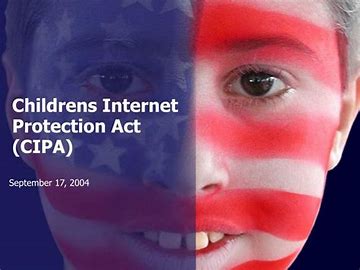 Childrens Internet
Protection Act
(CIPA)
September 17, 2004